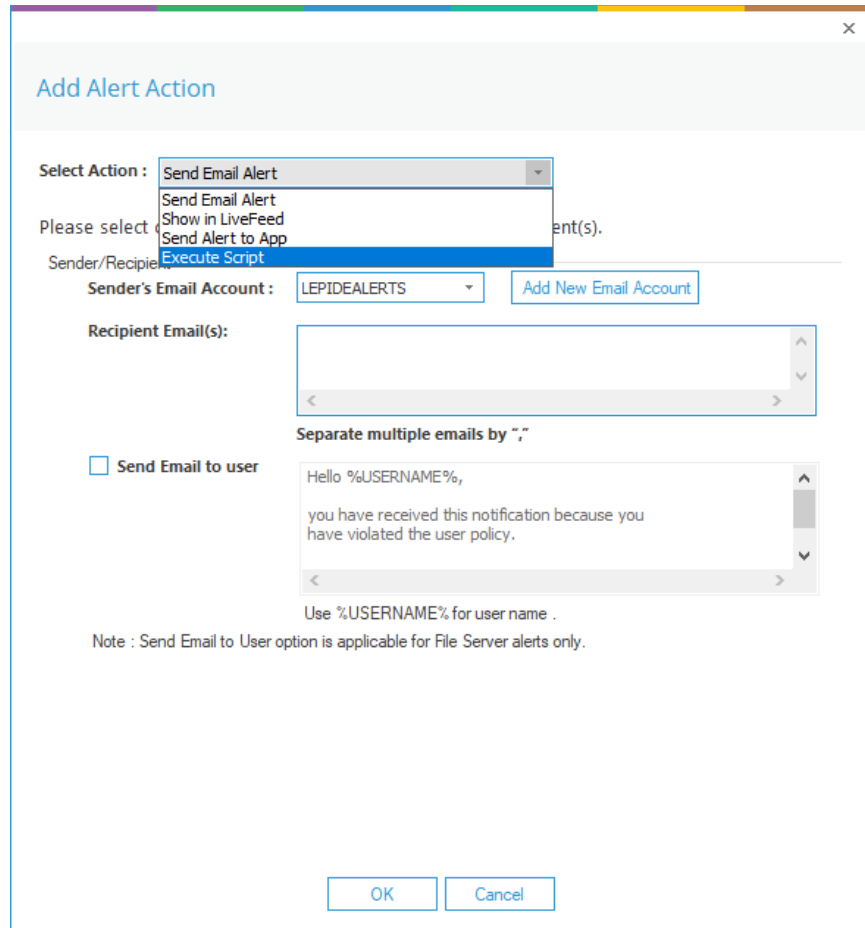 Add Alert Action
Select Action : Send Email Alert
Send Email Alert
Show in LiveFeed
Send Alert to App
Execute Script
Please select ent(s).
Sender/Recipien
Sender's Email Account : LEPIDEALERTS Add New Email Account
Recipient Email(s):
Separate multiple emails by “,”
Send Email to user
Hello %USERNAME%,
you have received this notification because you
have violated the user policy.
Use %USERNAME% for user name .
Note : Send Email to User option is applicable for File Server alerts only.
OK Cancel